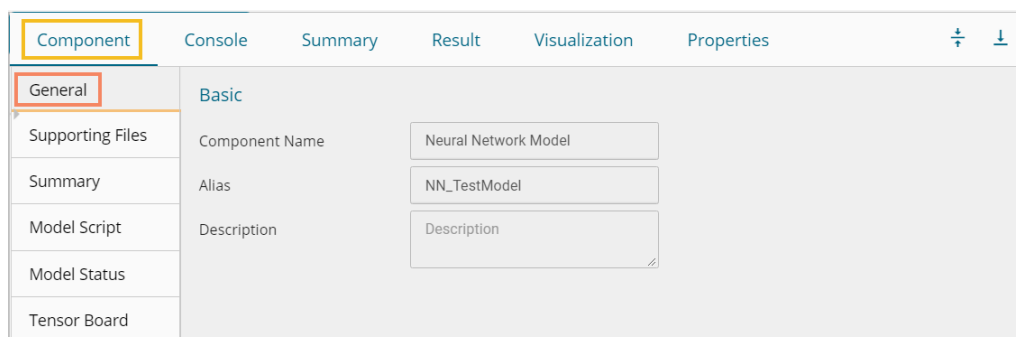 Component Console Summary Result Visualization Properties
General
Supporting Files
Summary
Model Script
Model Status
Tensor Board
Basic
Component Name Neural Network Model
Alias NN_TestModel
Description Description